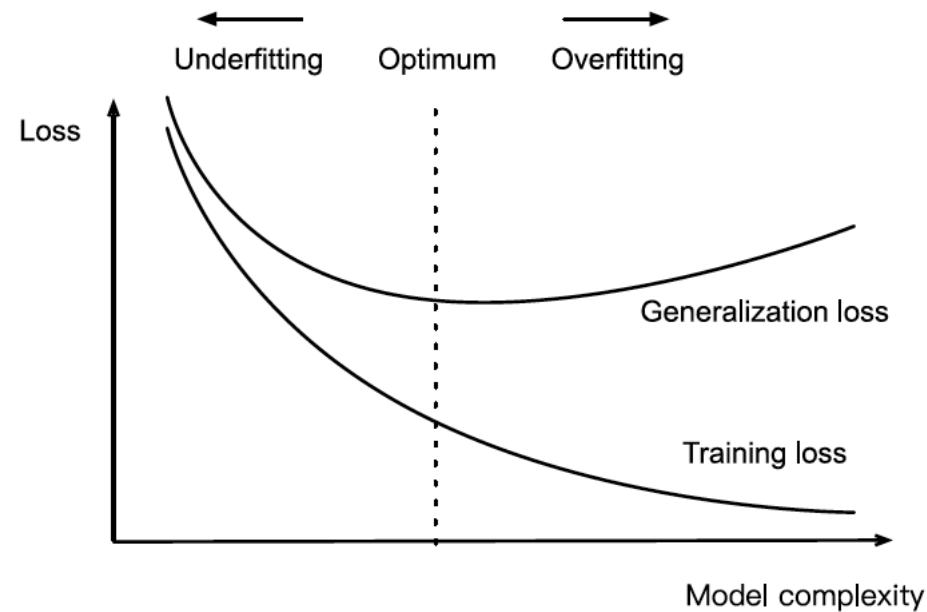 Underfitting Optimum Overfitting
Loss
Generalization loss
Training loss
Model complexity